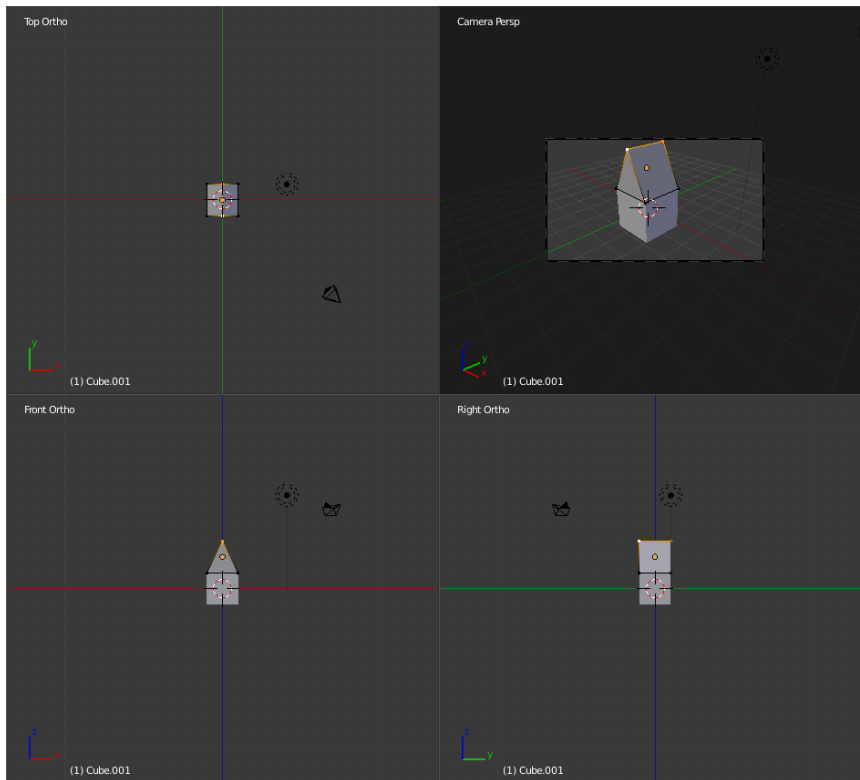 Top Ortho
y
x
(1) Cube.001
Camera Persp
z
y
x
(1) Cube.001
Front Ortho
z
x
(1) Cube.001
Right Ortho
z
y
(1) Cube.001